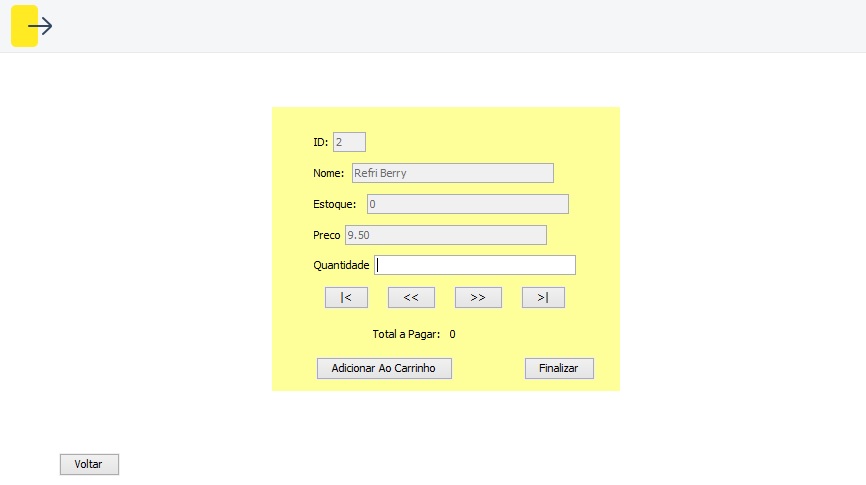 ID: 2
Nome: Refri Berry
Estoque: 0
Preco 9.50
Quantidade
|< << >> >|
Total a Pagar: 0
Adicionar Ao Carrinho Finalizar
Voltar